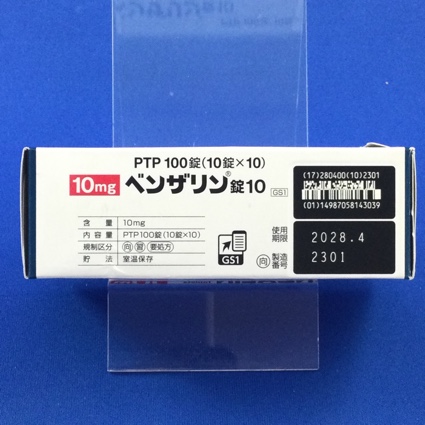 PTP 100錠(10錠×10)
10mg ベンザリン®錠10 GS1
(17)280400(10)2301
(01)14987058143039
含量 10mg
内容量 PTP100錠(10錠×10)
規制区分 向 習 要処方
貯法 室温保存
GS1
使用期限 2028.4
向 製造番号 2301